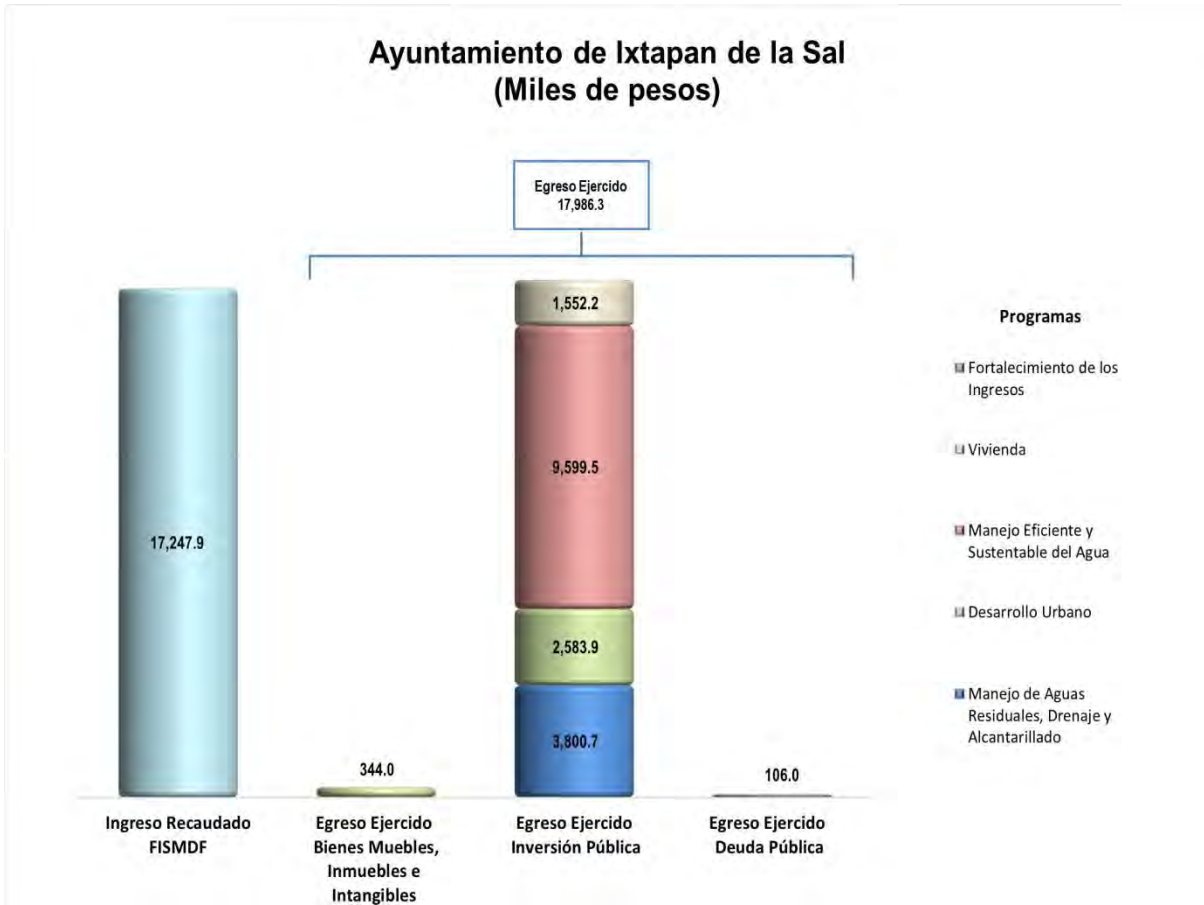 Ayuntamiento de Ixtapan de la Sal
(Miles de pesos)
Egreso Ejercido
17,986.3
1,552.2
9,599.5
17,247.9
2,583.9
3,800.7
344.0
106.0
Programas
Fortalecimiento de los
Ingresos
Vivienda
Manejo Eficiente y
Sustentable del Agua
Desarrollo Urbano
Manejo de Aguas
Residuales, Drenaje y
Alcantarillado
Ingreso Recaudado
FISMDF
Egreso Ejercido
Bienes Muebles,
Inmuebles e
Intangibles
Egreso Ejercido
Inversión Pública
Egreso Ejercido
Deuda Pública